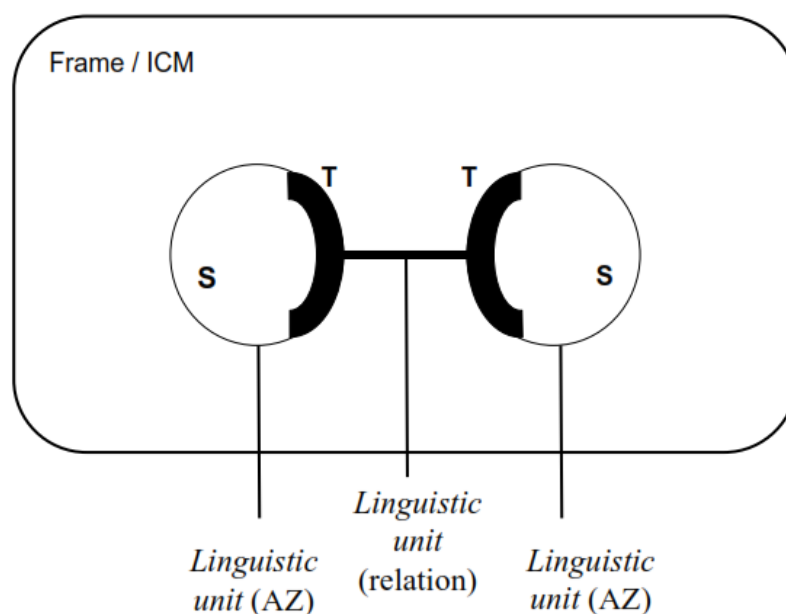 Frame / ICM
T
T
S
S
Linguistic
unit
(relation)
Linguistic
unit (AZ)
Linguistic
unit (AZ)